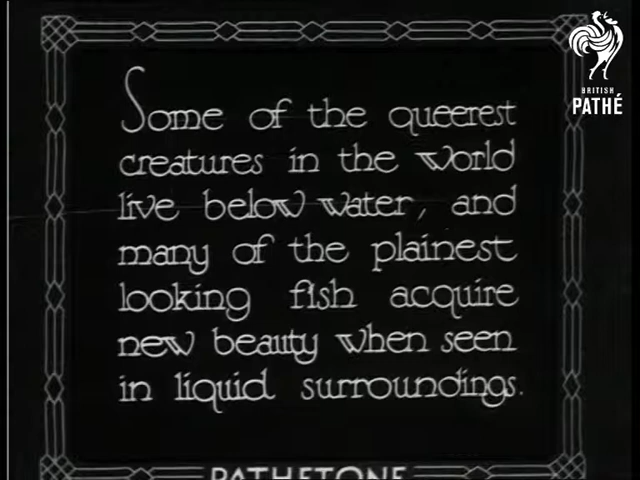 BRITISH
PATHÉ
Some of the queerest
creatures in the world
live below water, and
many of the plainest
looking fish acquire
new beauty when seen
in liquid surroundings.
PATHETONE